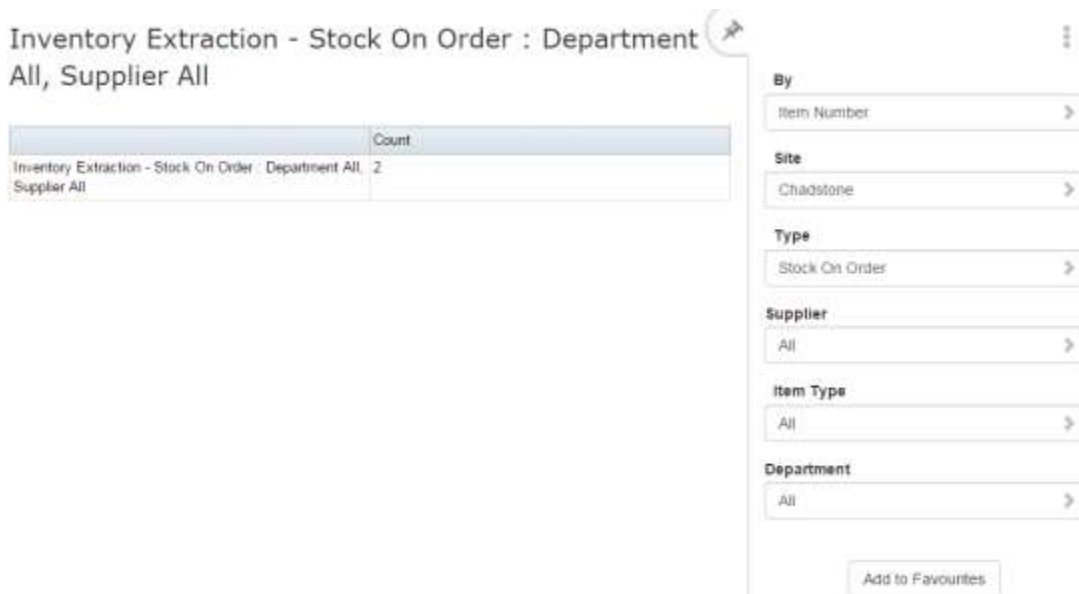 Inventory Extraction - Stock On Order : Department
All, Supplier All
Count
Inventory Extraction - Stock On Order : Department All, 2
Supplier All
By
Item Number
Site
Chadstone
Type
Stock On Order
Supplier
All
Item Type
All
Department
All
Add to Favourites